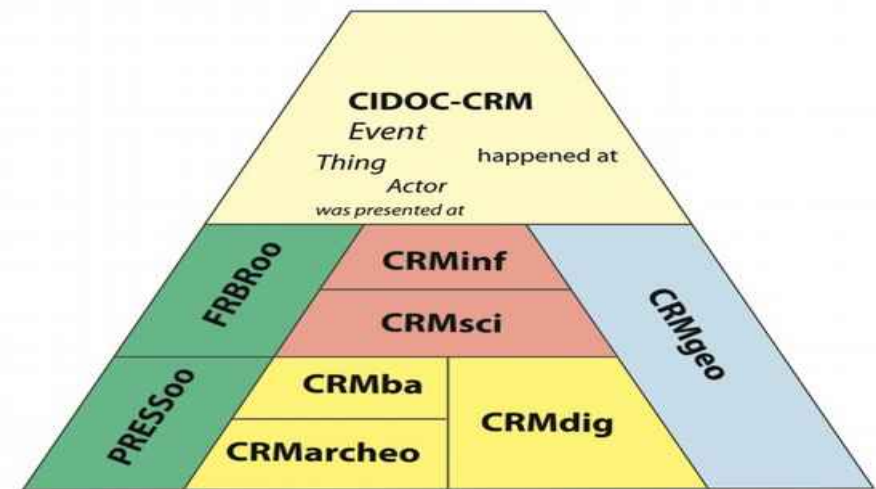 CIDOC-CRM
Event
Thing
happened at
Actor
was presented at
FRBRoo
CRMinf
CRMgeo
CRMsci
PRESSoo
CRMba
CRMdig
CRMarcheo